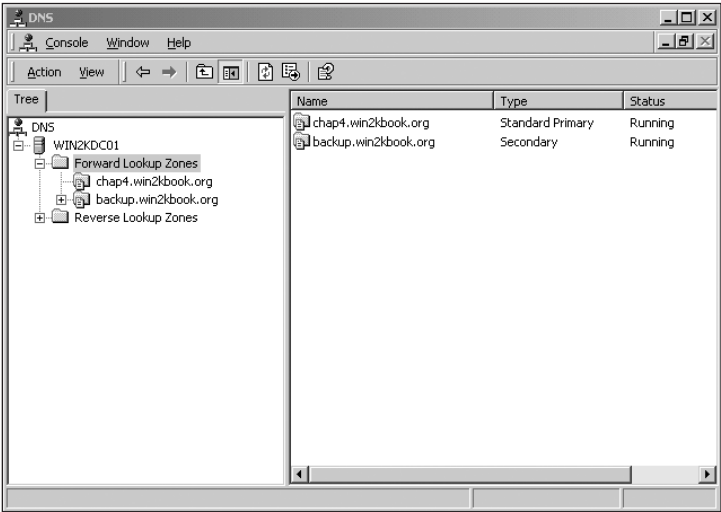 DNS
Console Window Help
Action View
Tree
DNS
WIN2KDC01
Forward Lookup Zones
chap4.win2kbook.org
backup.win2kbook.org
Reverse Lookup Zones
Name Type Status
chap4.win2kbook.org Standard Primary Running
backup.win2kbook.org Secondary Running